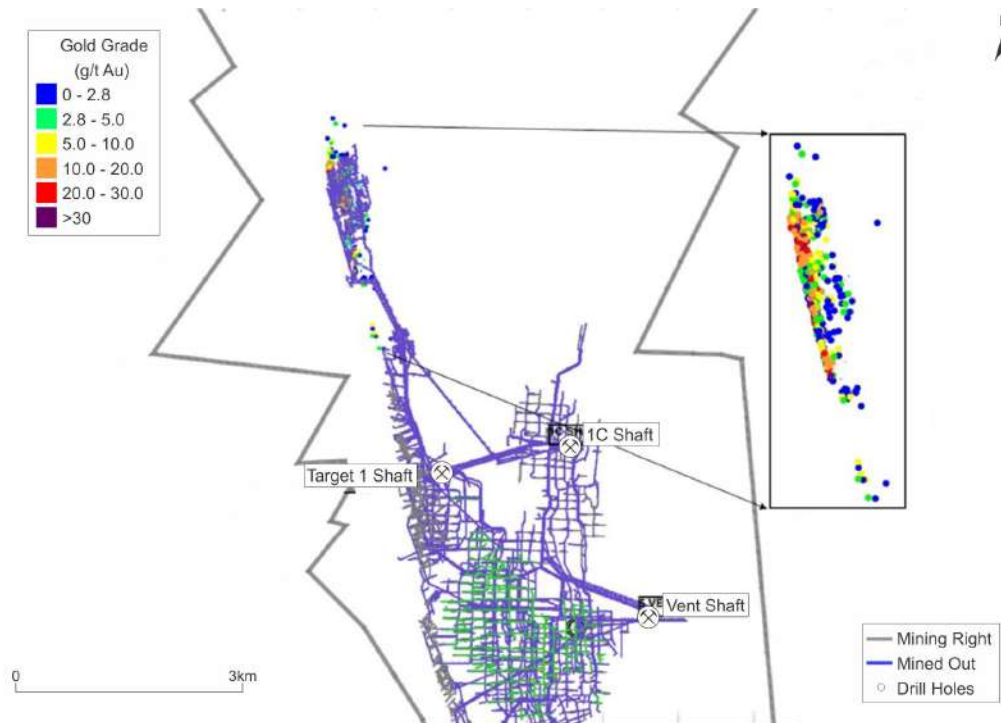 Gold Grade
(g/t Au)
0 - 2.8
2.8 - 5.0
5.0 - 10.0
10.0 - 20.0
20.0 - 30.0
>30
1C Shaft
Target 1 Shaft
Vent Shaft
0
3km
Mining Right
Mined Out
Drill Holes